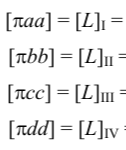 [πaa] = [L]I =
[πbb] = [L]II =
[πcc] = [L]III =
[πdd] = [L]IV =